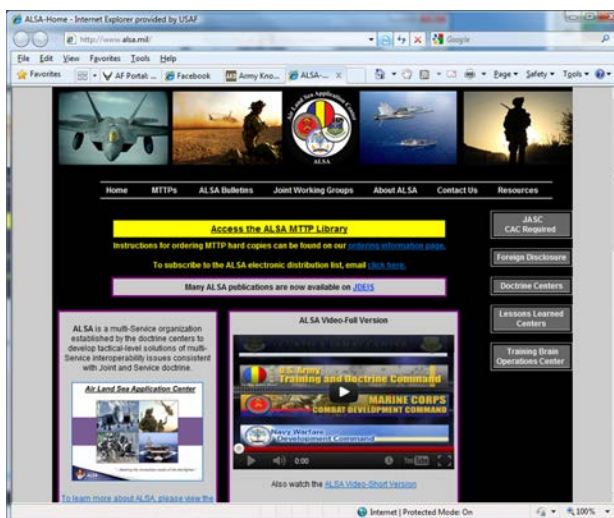 ALSA-Home - Internet Explorer provided by USAF
http://www.alsa.mil/
Google
File Edit View Favorites Tools Help
Favorites AF Portal: ... Facebook Army Kno... ALSA-... Page Safety Tools
Air Land Sea Application Center
ALSA
Home MTTPs ALSA Bulletins Joint Working Groups About ALSA Contact Us Resources
Access the ALSA MTTP Library
Instructions for ordering MTTP hard copies can be found on our ordering information page.
To subscribe to the ALSA electronic distribution list, email click here.
Many ALSA publications are now available on JDEIS
JASC
CAC Required
Foreign Disclosure
Doctrine Centers
Lessons Learned
Centers
Training Brain
Operations Center
ALSA is a multi-Service organization
established by the doctrine centers to
develop tactical-level solutions of multi-
Service interoperability issues consistent
with Joint and Service doctrine.
Air Land Sea Application Center
ALSA
To learn more about ALSA, please view the
ALSA Video-Full Version
U.S. Army
Training and Doctrine Command
MARINE CORPS
COMBAT DEVELOPMENT COMMAND
Navy Warfare
Development Command
0:00
YouTube
Also watch the ALSA Video-Short Version
Internet | Protected Mode: On
100%